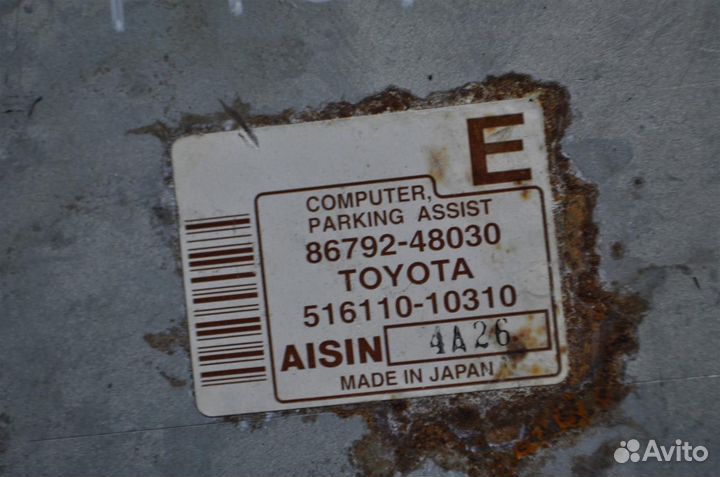 E
COMPUTER,
PARKING ASSIST
86792-48030
TOYOTA
516110-10310
AISIN 4A26
MADE IN JAPAN
Avito